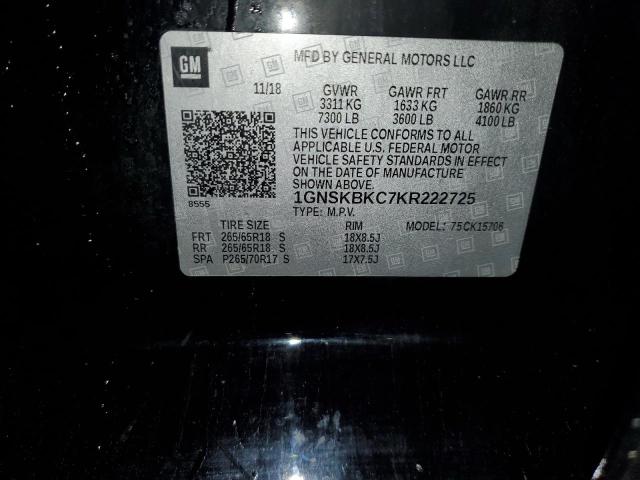 GM
MFD BY GENERAL MOTORS LLC
11/18 GVWR GAWR FRT GAWR RR
3311 KG 1633 KG 1860 KG
7300 LB 3600 LB 4100 LB
THIS VEHICLE CONFORMS TO ALL
APPLICABLE U.S. FEDERAL MOTOR
VEHICLE SAFETY STANDARDS IN EFFECT
ON THE DATE OF MANUFACTURE
SHOWN ABOVE.
8555
1GNSKBKC7KR222725
TYPE: M.P.V. MODEL: 75CK15706
TIRE SIZE RIM
FRT 265/65R18 S 18X8.5J
RR 265/65R18 S 18X8.5J
SPA P265/70R17 S 17X7.5J